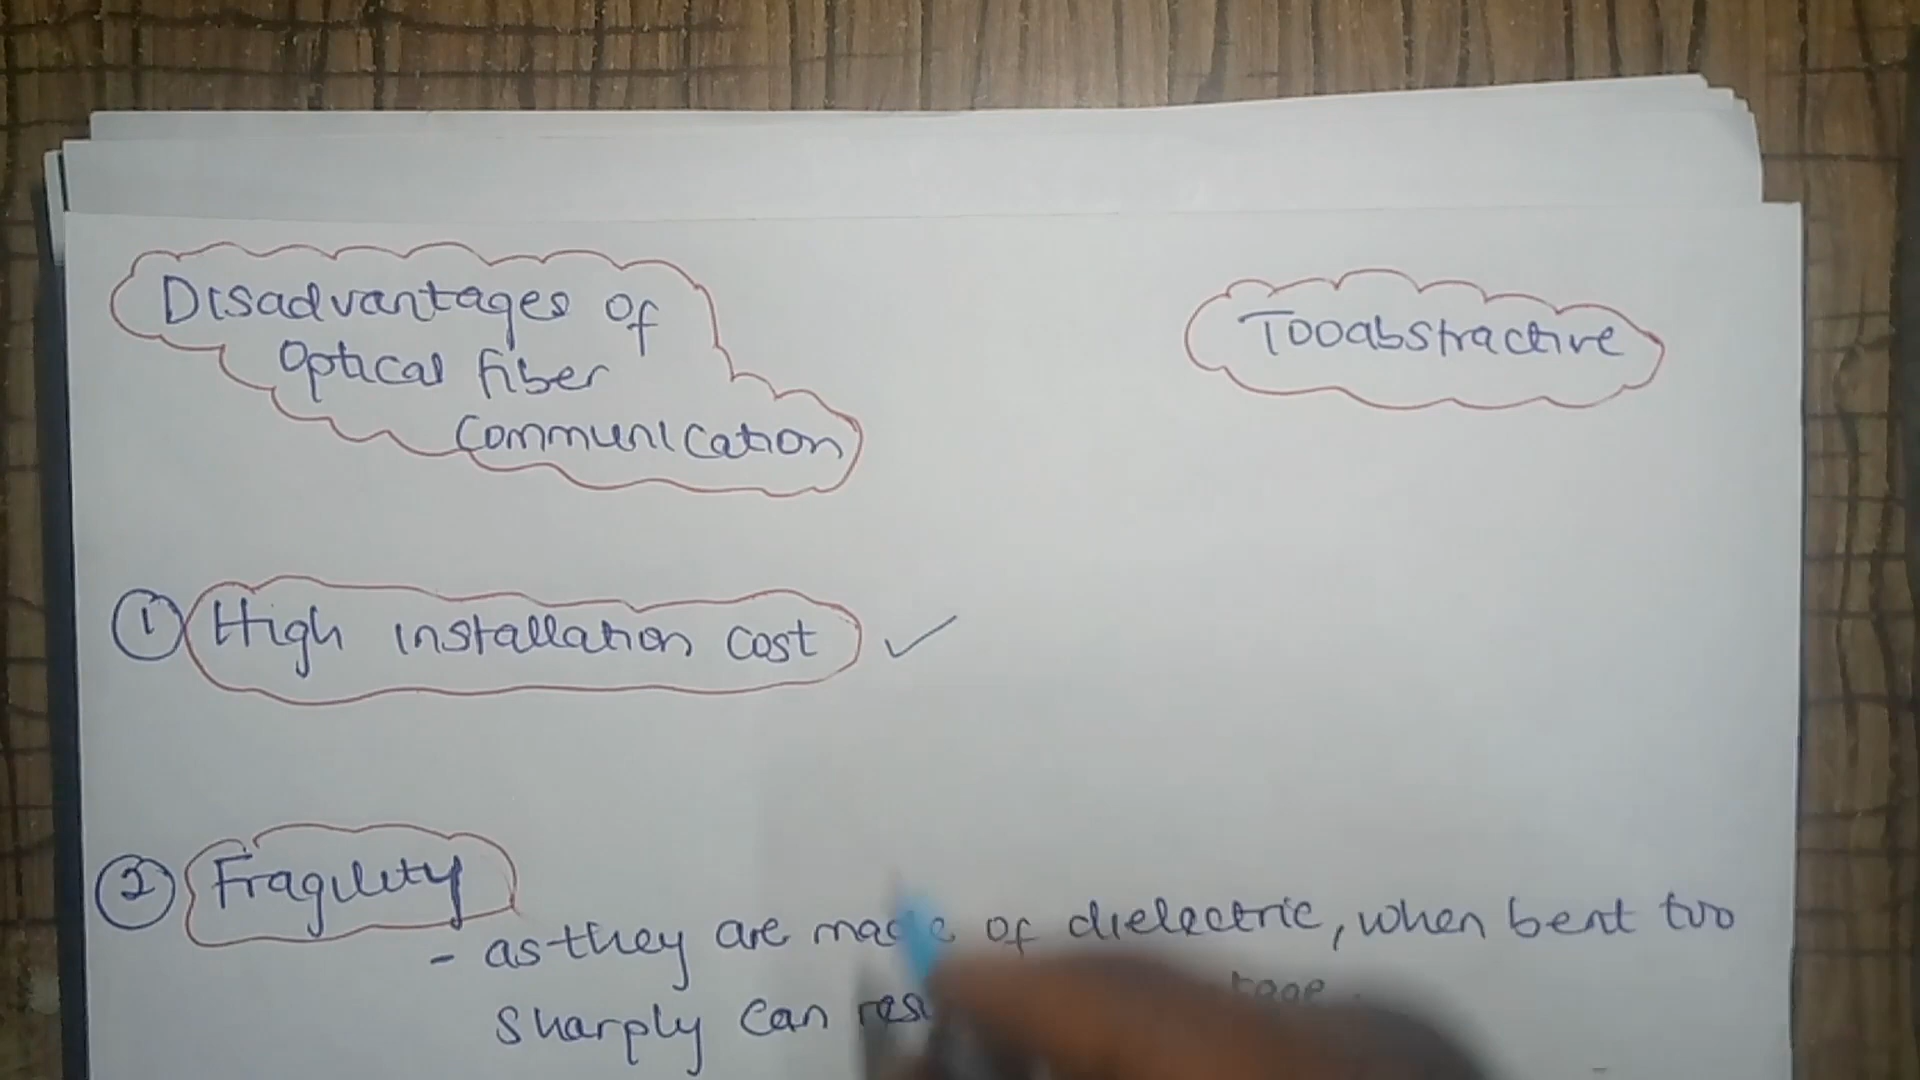 Disadvantages of
Optical fiber
Communication
Tooabstractive
1 High installation cost ✓
2 Fragility
- as they are made of dielectric, when bent too
sharply can